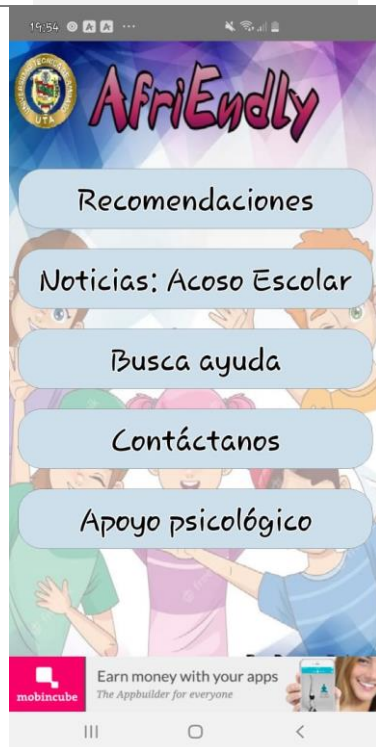 19:54
AfriEndly
UTA
Recomendaciones
Noticias: Acoso Escolar
Busca ayuda
Contáctanos
Apoyo psicológico
mobincube
Earn money with your apps
The Appbuilder for everyone